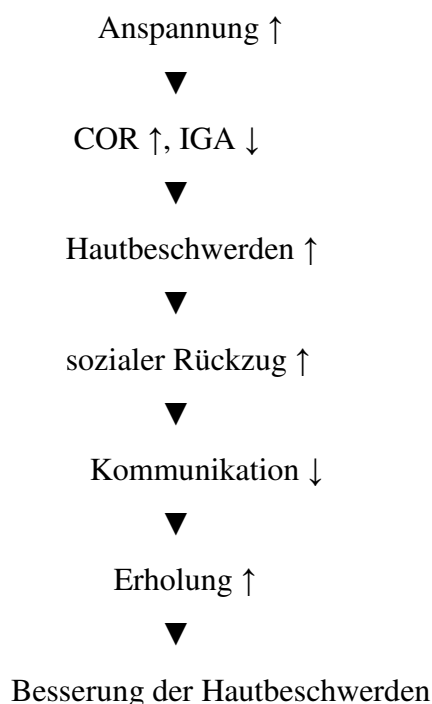 Anspannung ↑
▼
COR ↑, IGA ↓
▼
Hautbeschwerden ↑
▼
sozialer Rückzug ↑
▼
Kommunikation ↓
▼
Erholung ↑
▼
Besserung der Hautbeschwerden